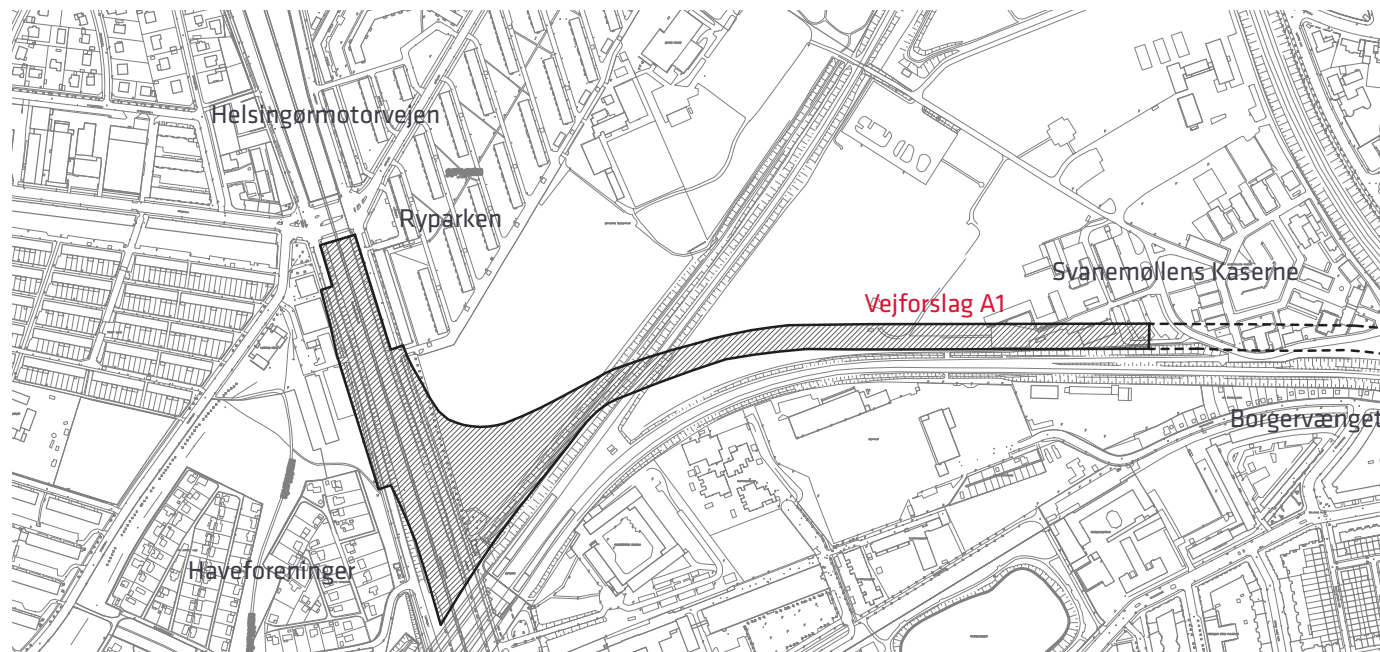 Helsingørmotorvejen
Ryparken
Svanemøllens Kaserne
Vejforslag A1
Borgervænget
Haveforeninger